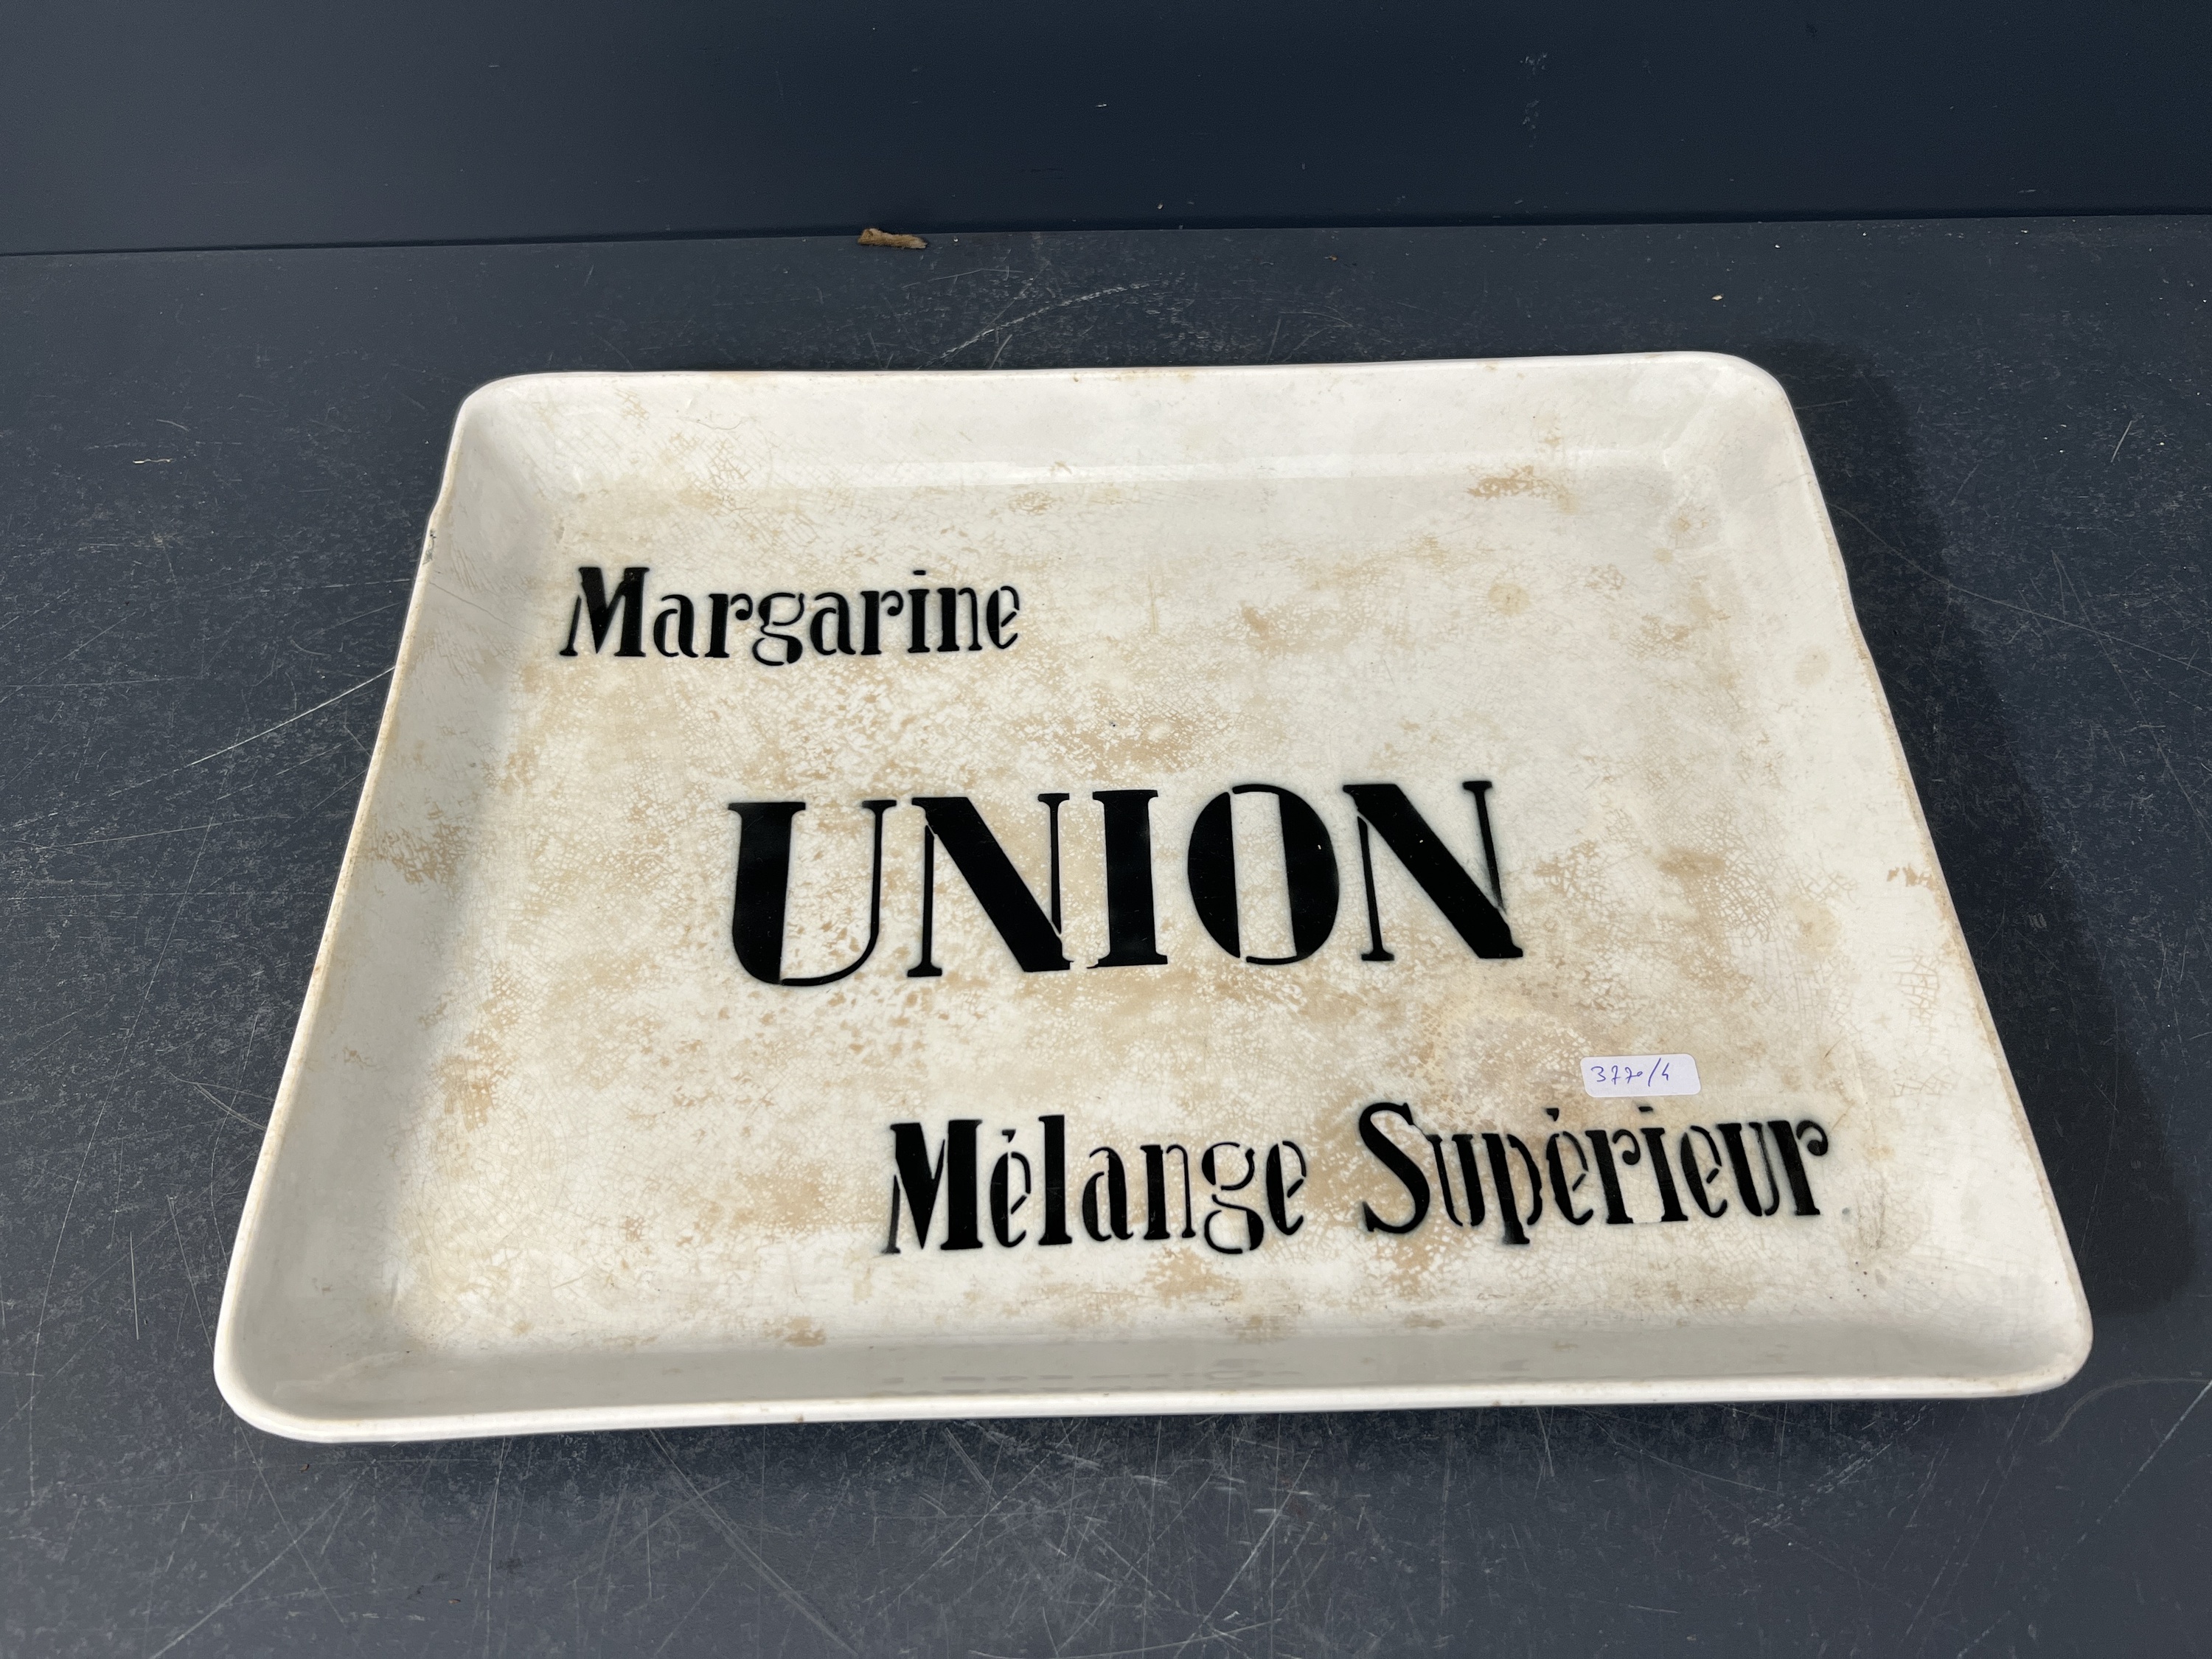 Margarine
UNION
3770/4
Mélange Supérieur